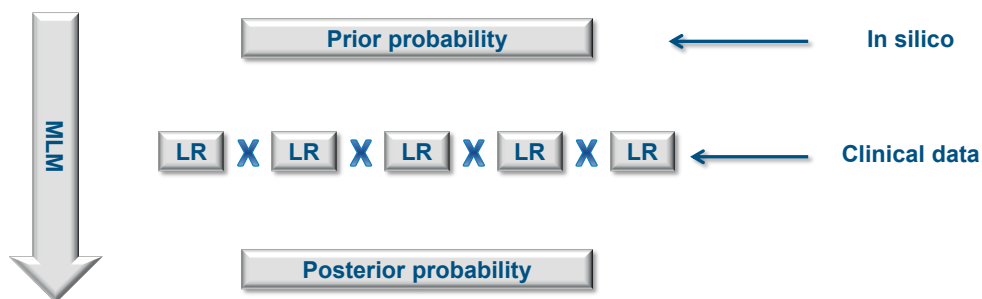 Prior probability
In silico
MLM
LR X LR X LR X LR X LR
Clinical data
Posterior probability